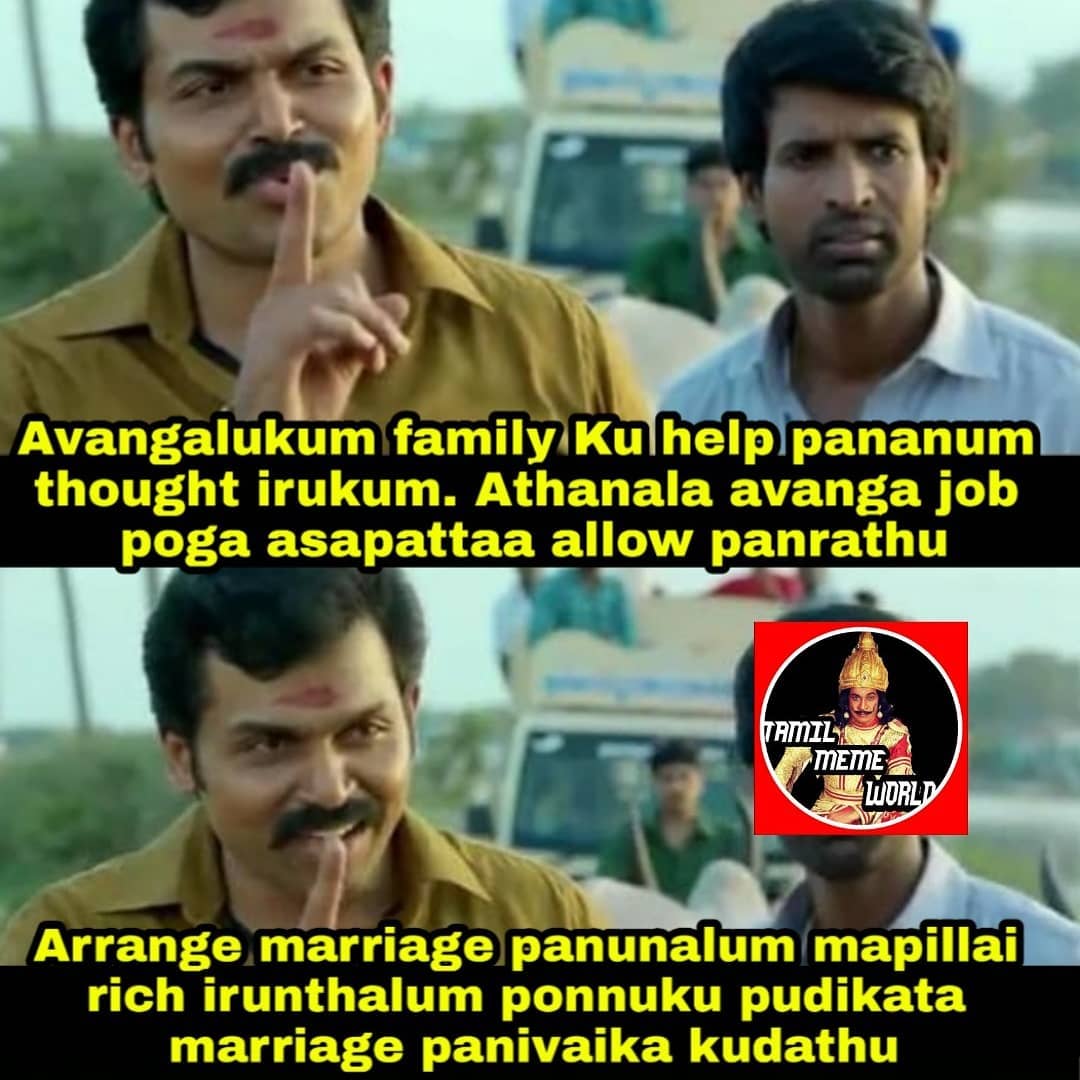 Avangalukum family Ku help pananum
thought irukum. Athanala avanga job
poga asapattaa allow panrathu
TAMIL
MEME
WORLD
Arrange marriage panunalum mapillai
rich irunthalum ponnuku pudikata
marriage panivaika kudathu